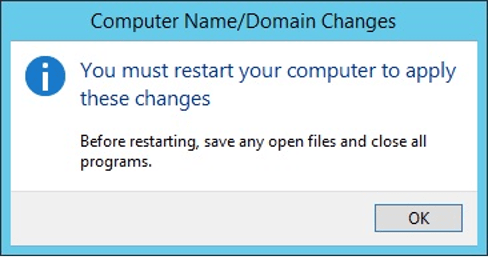 Computer Name/Domain Changes
You must restart your computer to apply
these changes
Before restarting, save any open files and close all
programs.
OK